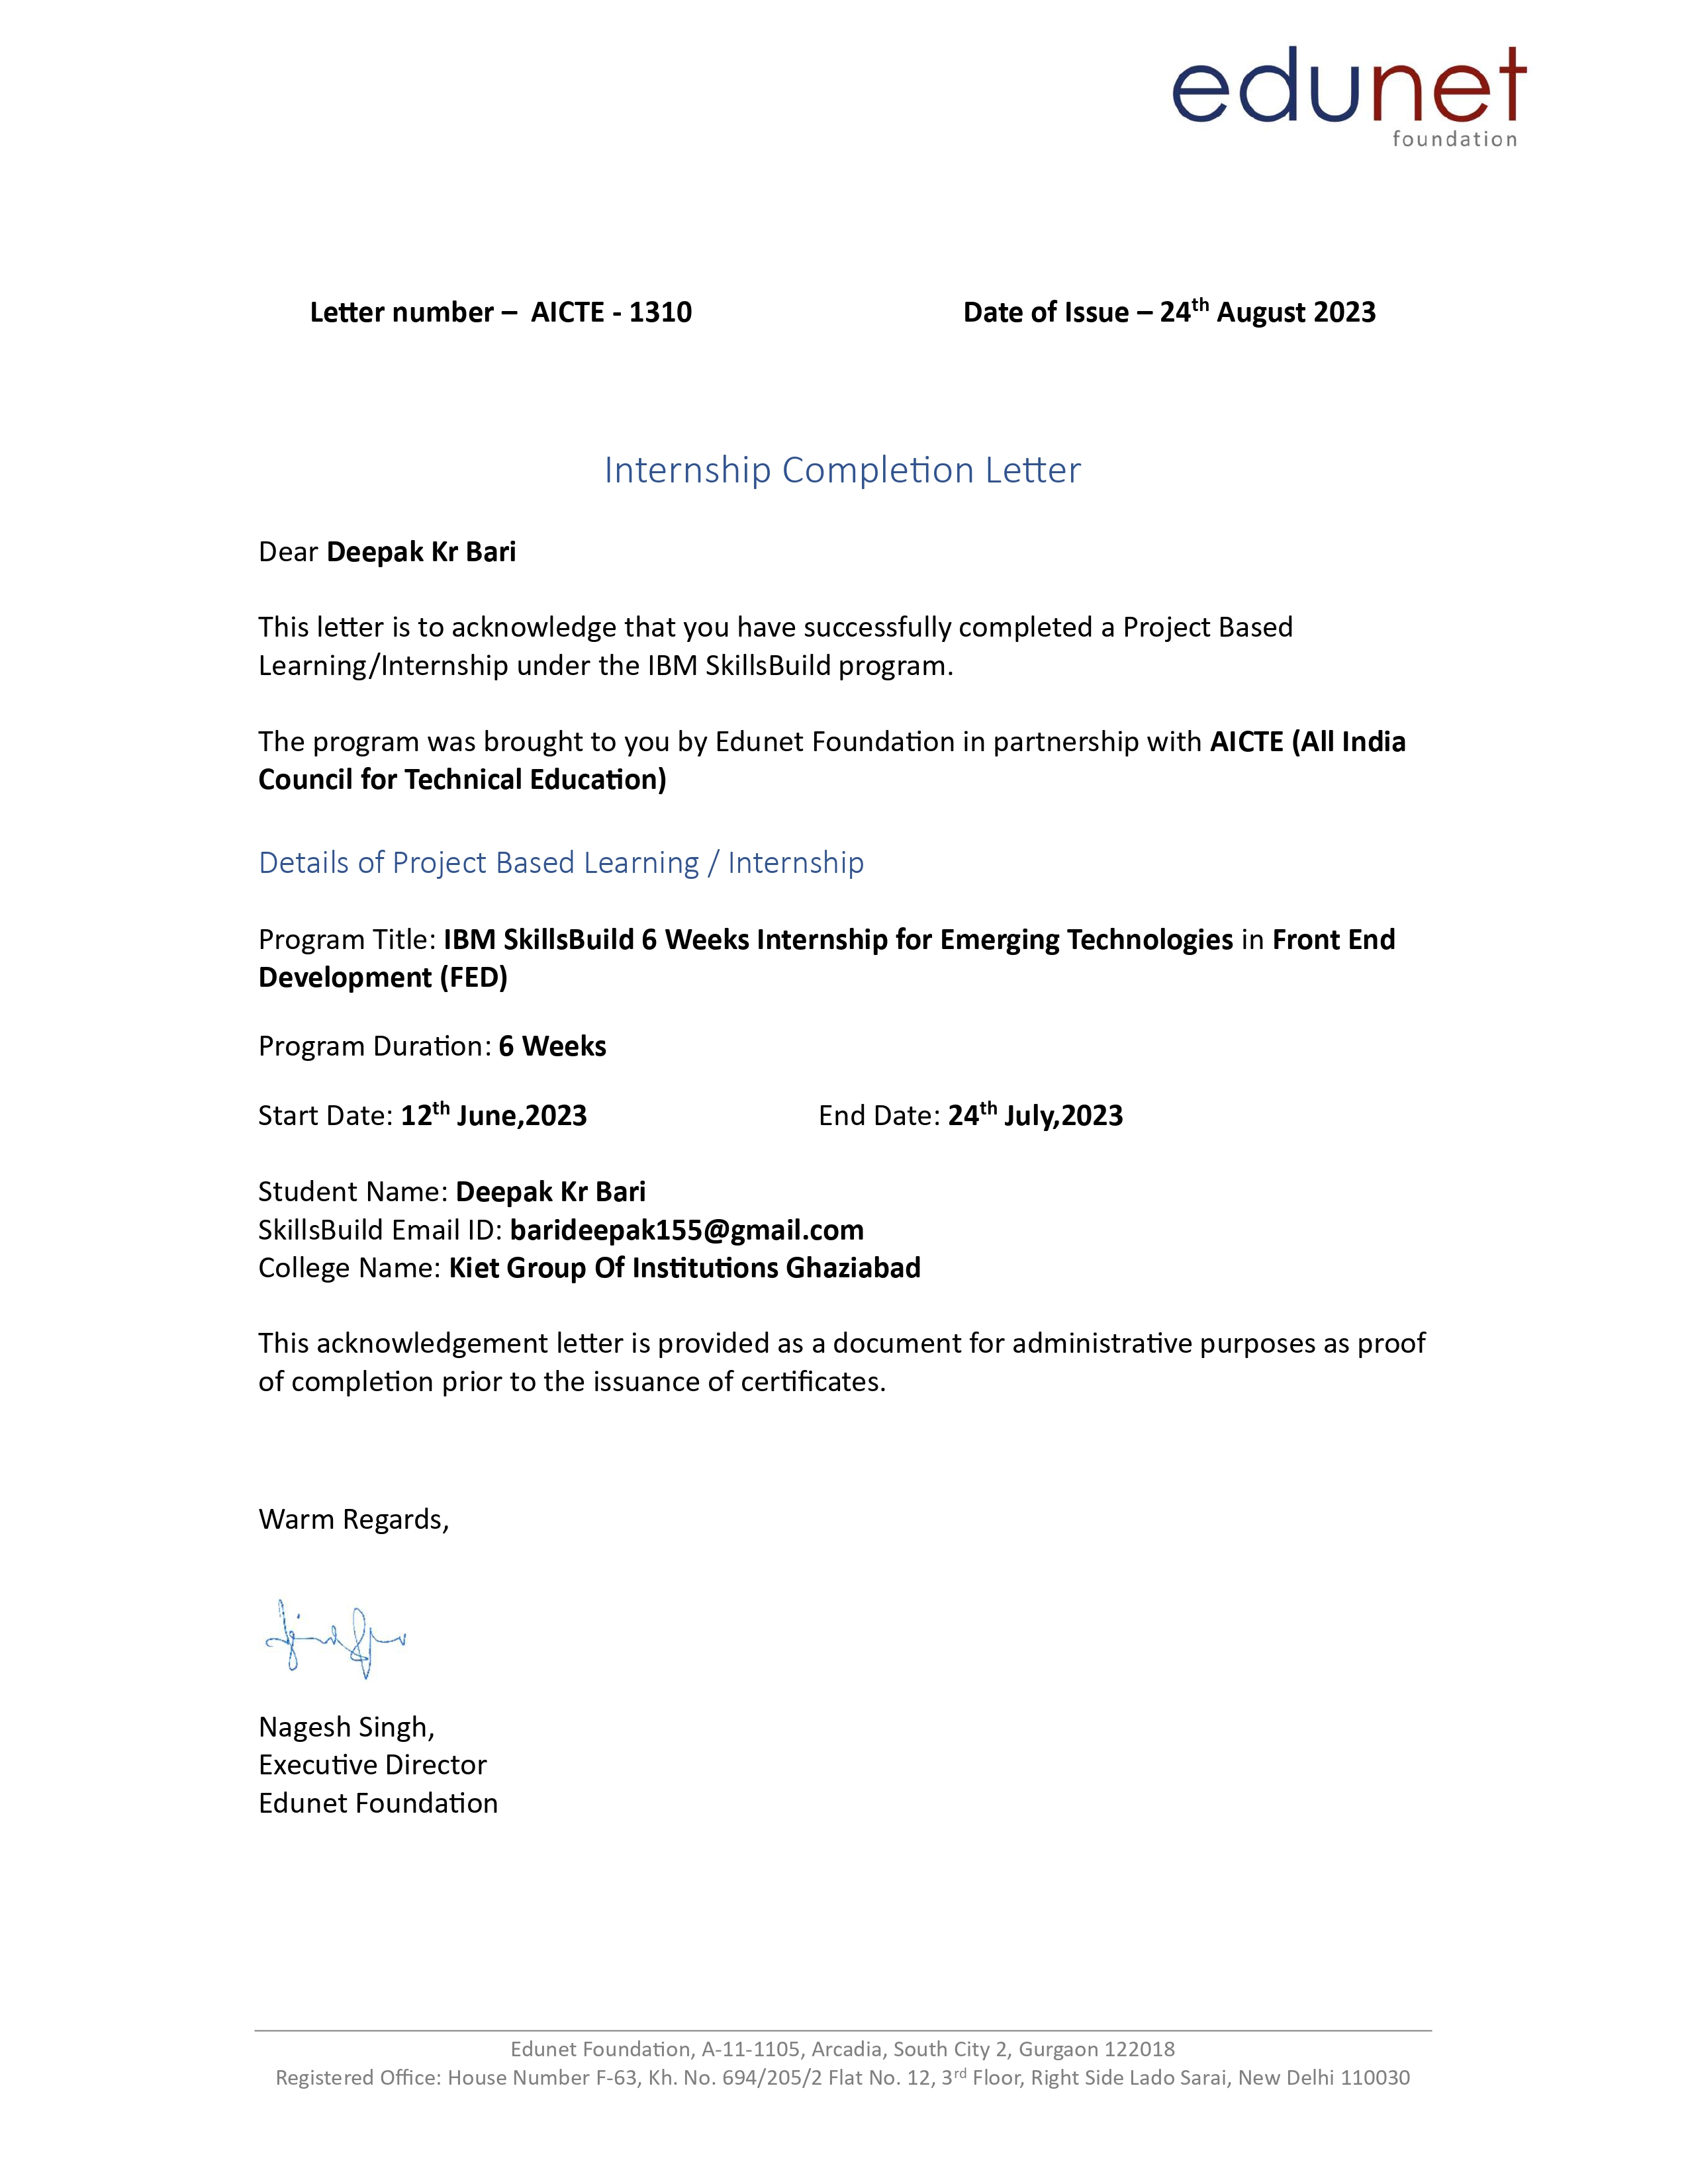 edunet
foundation
Letter number – AICTE - 1310 Date of Issue – 24th August 2023
Internship Completion Letter
Dear Deepak Kr Bari
This letter is to acknowledge that you have successfully completed a Project Based
Learning/Internship under the IBM SkillsBuild program.
The program was brought to you by Edunet Foundation in partnership with AICTE (All India
Council for Technical Education)
Details of Project Based Learning / Internship
Program Title: IBM SkillsBuild 6 Weeks Internship for Emerging Technologies in Front End
Development (FED)
Program Duration: 6 Weeks
Start Date: 12th June,2023 End Date: 24th July,2023
Student Name: Deepak Kr Bari
SkillsBuild Email ID: barideepak155@gmail.com
College Name: Kiet Group Of Institutions Ghaziabad
This acknowledgement letter is provided as a document for administrative purposes as proof
of completion prior to the issuance of certificates.
Warm Regards,
Nagesh Singh,
Executive Director
Edunet Foundation
Edunet Foundation, A-11-1105, Arcadia, South City 2, Gurgaon 122018
Registered Office: House Number F-63, Kh. No. 694/205/2 Flat No. 12, 3rd Floor, Right Side Lado Sarai, New Delhi 110030